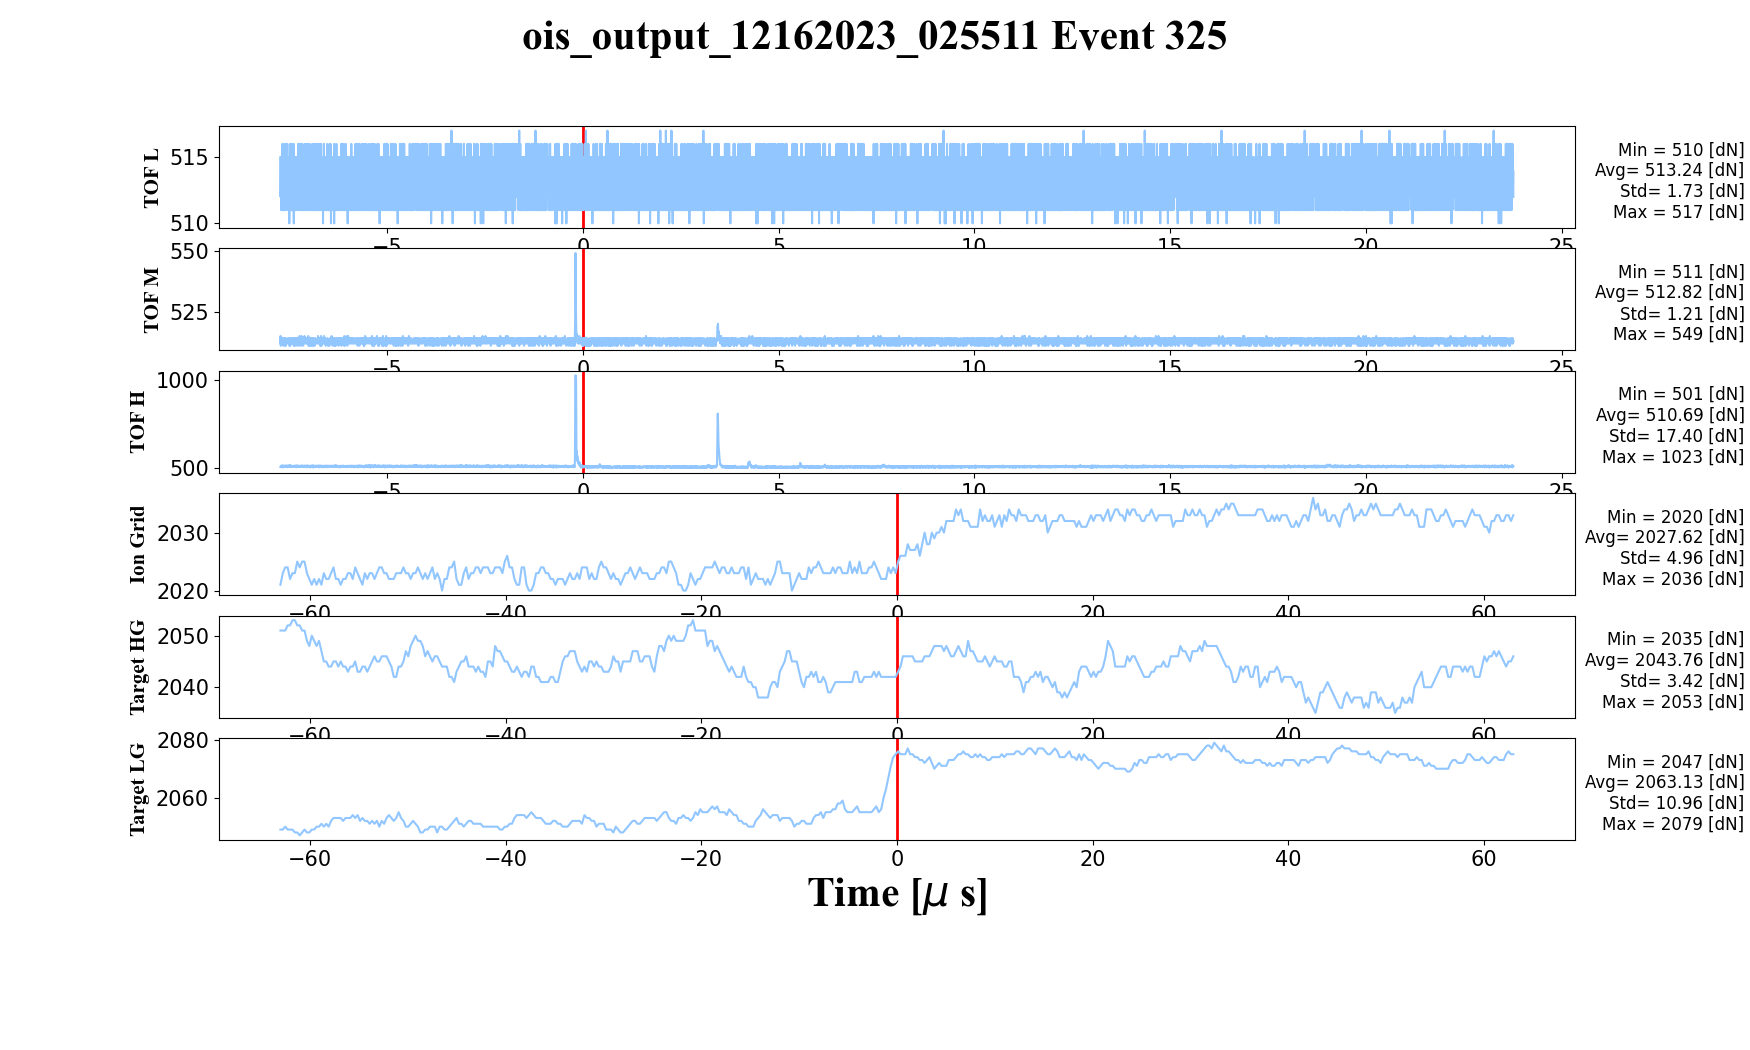 ois_output_12162023_025511 Event 325
TOF L
515
510
Min = 510 [dN]
Avg= 513.24 [dN]
Std= 1.73 [dN]
Max = 517 [dN]
−5 0 5 10 15 20 25
TOF M
550
525
Min = 511 [dN]
Avg= 512.82 [dN]
Std= 1.21 [dN]
Max = 549 [dN]
−5 0 5 10 15 20 25
TOF H
1000
500
Min = 501 [dN]
Avg= 510.69 [dN]
Std= 17.40 [dN]
Max = 1023 [dN]
−5 0 5 10 15 20 25
Ion Grid
2030
2020
Min = 2020 [dN]
Avg= 2027.62 [dN]
Std= 4.96 [dN]
Max = 2036 [dN]
−60 −40 −20 0 20 40 60
Target HG
2050
2040
Min = 2035 [dN]
Avg= 2043.76 [dN]
Std= 3.42 [dN]
Max = 2053 [dN]
−60 −40 −20 0 20 40 60
Target LG
2080
2060
Min = 2047 [dN]
Avg= 2063.13 [dN]
Std= 10.96 [dN]
Max = 2079 [dN]
−60 −40 −20 0 20 40 60
Time [μ s]